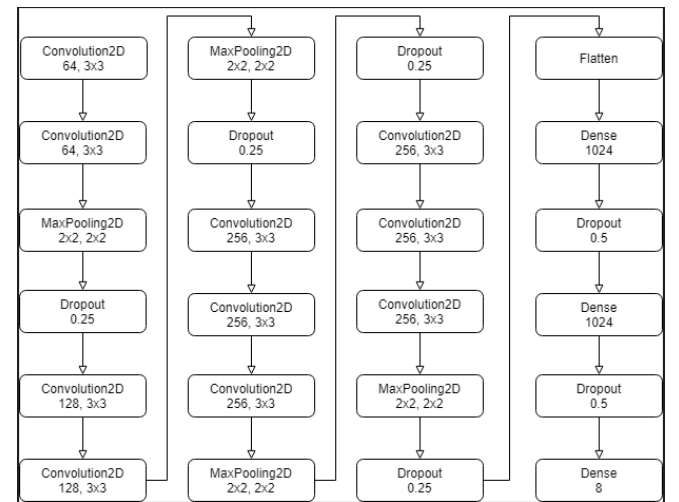 Convolution2D
64, 3x3
Convolution2D
64, 3x3
MaxPooling2D
2x2, 2x2
Dropout
0.25
Convolution2D
128, 3x3
Convolution2D
128, 3x3
MaxPooling2D
2x2, 2x2
Dropout
0.25
Convolution2D
256, 3x3
Convolution2D
256, 3x3
Convolution2D
256, 3x3
MaxPooling2D
2x2, 2x2
Dropout
0.25
Convolution2D
256, 3x3
Convolution2D
256, 3x3
Convolution2D
256, 3x3
MaxPooling2D
2x2, 2x2
Dropout
0.25
Flatten
Dense
1024
Dropout
0.5
Dense
1024
Dropout
0.5
Dense
8